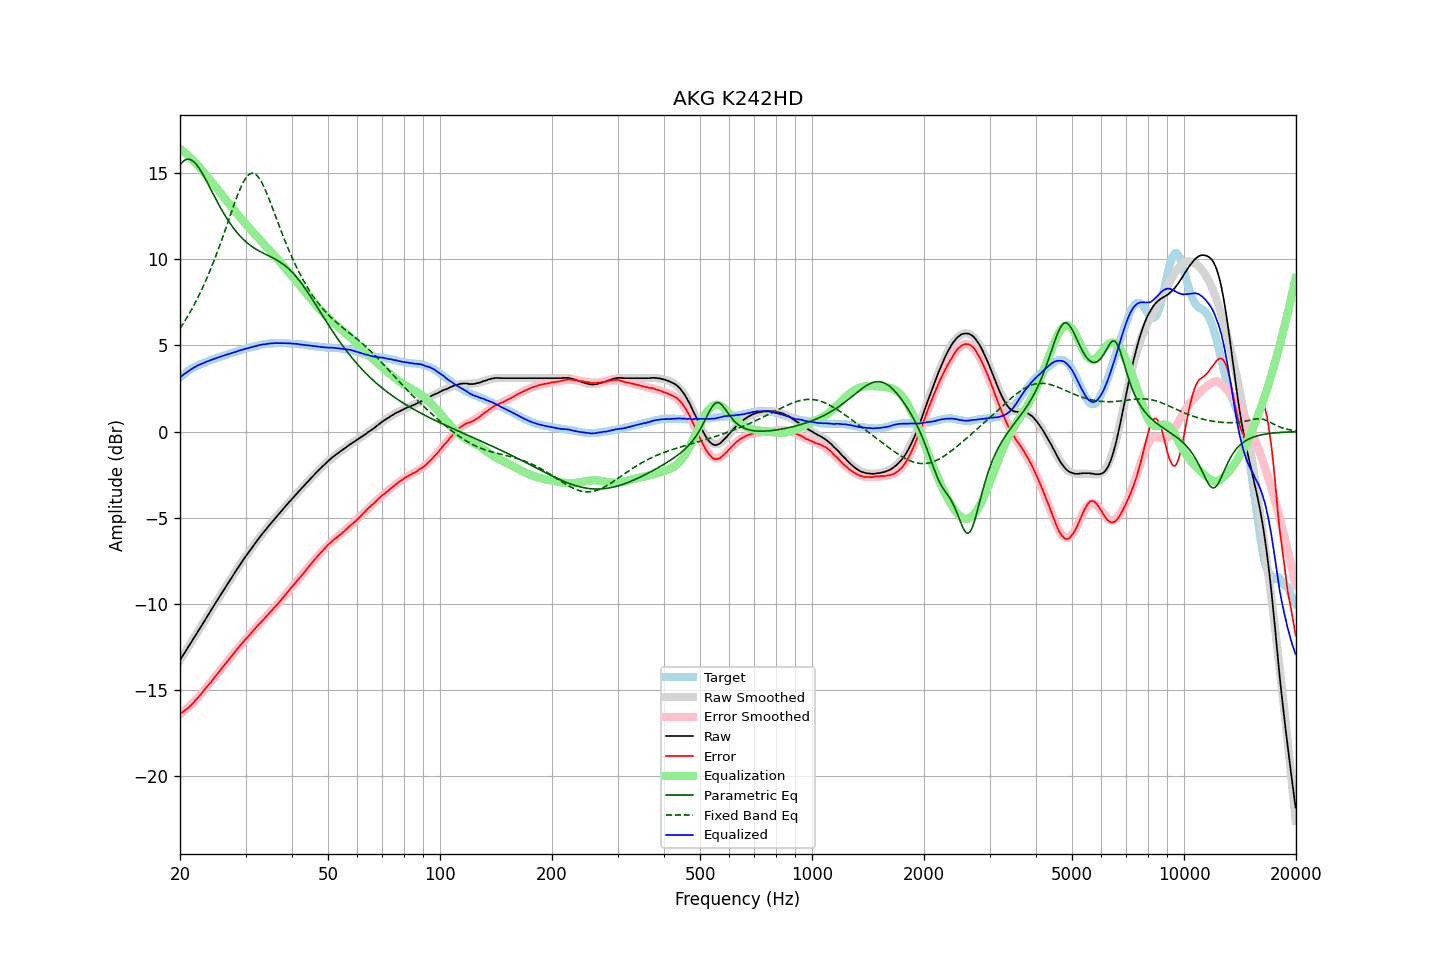 AKG K242HD
Amplitude (dBr)
15
10
5
0
−5
−10
−15
−20
Target
Raw Smoothed
Error Smoothed
Raw
Error
Equalization
Parametric Eq
Fixed Band Eq
Equalized
20 50 100 200 500 1000 2000 5000 10000 20000
Frequency (Hz)